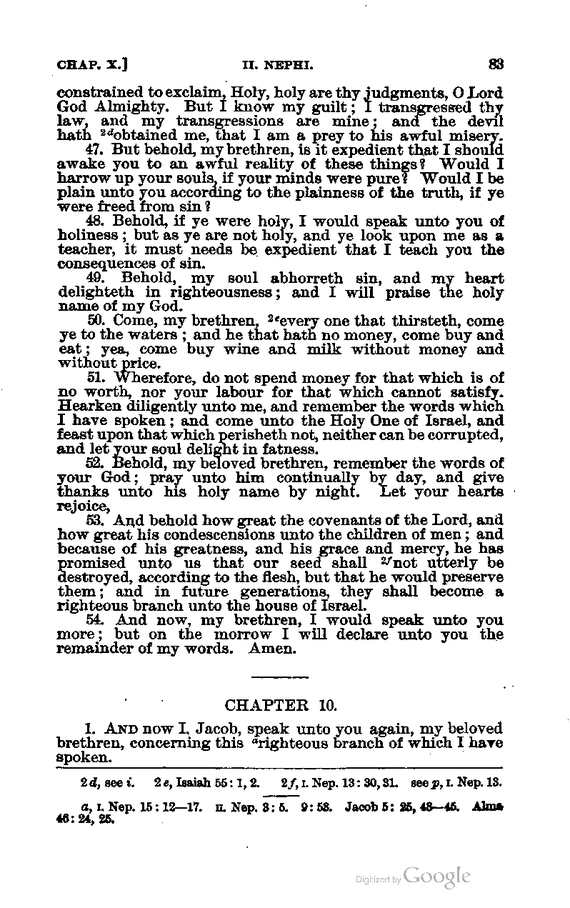 CHAP. X.] II. NEPHI. 83
constrained to exclaim, Holy, holy are thy judgments, O Lord
God Almighty. But I know my guilt; I transgressed thy
law, and my transgressions are mine; and the devil
hath 2dobtained me, that I am a prey to his awful misery.
47. But behold, my brethren, is it expedient that I should
awake you to an awful reality of these things? Would I
harrow up your souls, if your minds were pure? Would I be
plain unto you according to the plainness of the truth, if ye
were freed from sin?
48. Behold, if ye were holy, I would speak unto you of
holiness; but as ye are not holy, and ye look upon me as a
teacher, it must needs be expedient that I teach you the
consequences of sin.
49. Behold, my soul abhorreth sin, and my heart
delighteth in righteousness; and I will praise the holy
name of my God.
50. Come, my brethren, 2eevery one that thirsteth, come
ye to the waters; and he that hath no money, come buy and
eat; yea, come buy wine and milk without money and
without price.
51. Wherefore, do not spend money for that which is of
no worth, nor your labour for that which cannot satisfy.
Hearken diligently unto me, and remember the words which
I have spoken; and come unto the Holy One of Israel, and
feast upon that which perisheth not, neither can be corrupted,
and let your soul delight in fatness.
52. Behold, my beloved brethren, remember the words of
your God; pray unto him continually by day, and give
thanks unto his holy name by night. Let your hearts
rejoice,
53. And behold how great the covenants of the Lord, and
how great his condescensions unto the children of men; and
because of his greatness, and his grace and mercy, he has
promised unto us that our seed shall 2fnot utterly be
destroyed, according to the flesh, but that he would preserve
them; and in future generations, they shall become a
righteous branch unto the house of Israel.
54. And now, my brethren, I would speak unto you
more; but on the morrow I will declare unto you the
remainder of my words. Amen.
CHAPTER 10.
1. AND now I, Jacob, speak unto you again, my beloved
brethren, concerning this arighteous branch of which I have
spoken.
2d, see i. 2e, Isaiah 55: 1, 2. 2f, I. Nep. 13: 30, 31. see p, I. Nep. 13.
a, I. Nep. 15: 12—17. II. Nep. 3: 5. 9: 53. Jacob 5: 25, 43—45. Alma
46: 24, 25.
Digitized by Google